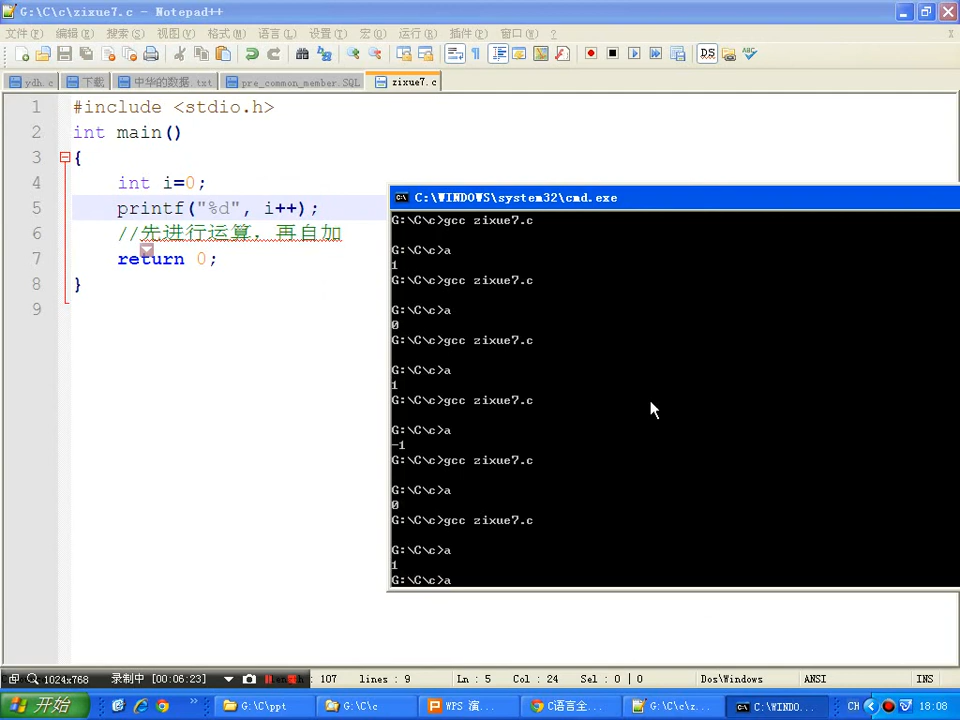 G:\C\c\zixue7.c - Notepad++
文件(F) 编辑(E) 搜索(S) 视图(V) 格式(M) 语言(L) 设置(T) 宏(O) 运行(R) 插件(P) 窗口(W) ?
ydh.c 下载 中华的数据.txt pre_common_member.SQL zixue7.c
1 #include <stdio.h>
2 int main()
3 {
4 int i=0;
5 printf("%d", i++);
6 //先进行运算，再自加
7 return 0;
8 }
9
C:\WINDOWS\system32\cmd.exe
G:\C\c>gcc zixue7.c
G:\C\c>a
1
G:\C\c>gcc zixue7.c
G:\C\c>a
0
G:\C\c>gcc zixue7.c
G:\C\c>a
1
G:\C\c>gcc zixue7.c
G:\C\c>a
-1
G:\C\c>gcc zixue7.c
G:\C\c>a
0
G:\C\c>gcc zixue7.c
G:\C\c>a
1
G:\C\c>a
1024x768 录制中 [00:06:23] : 107 lines : 9 Ln : 5 Col : 24 Sel : 0 | 0 Dos\Windows ANSI INS
开始 G:\C\ppt G:\C\c WPS 演... C语言全... G:\C\c\z... C:\WINDO... CH 18:08